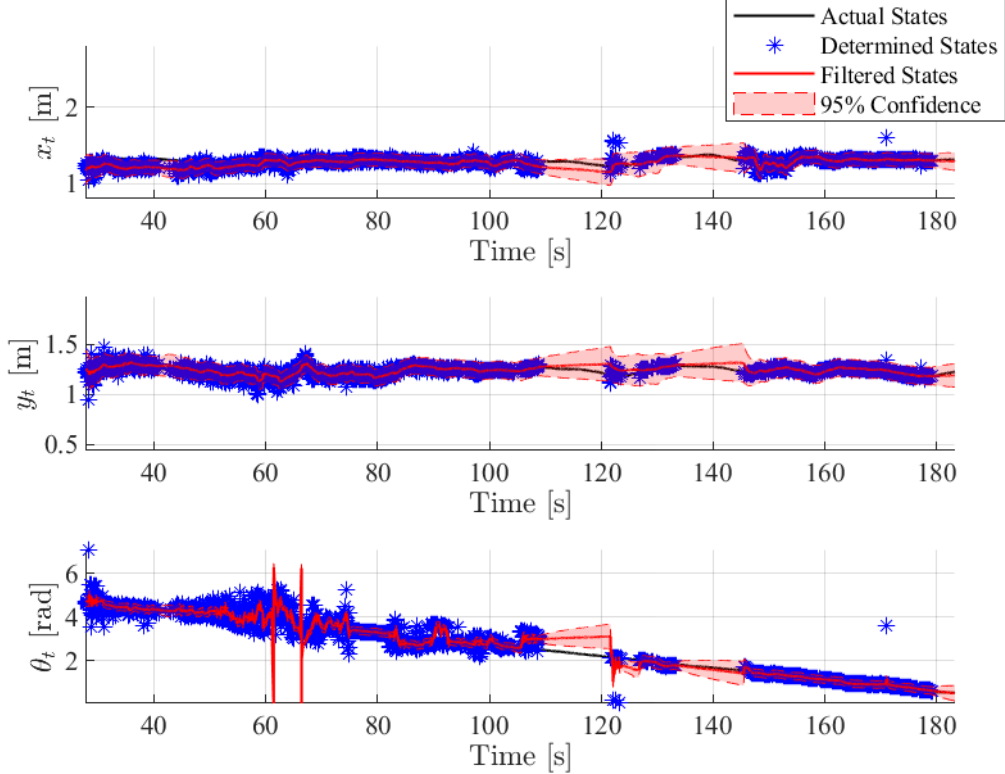 Actual States
Determined States
Filtered States
95% Confidence
x_t [m]
2
1
40 60 80 100 120 140 160 180
Time [s]
y_t [m]
1.5
1
0.5
40 60 80 100 120 140 160 180
Time [s]
θ_t [rad]
6
4
2
40 60 80 100 120 140 160 180
Time [s]